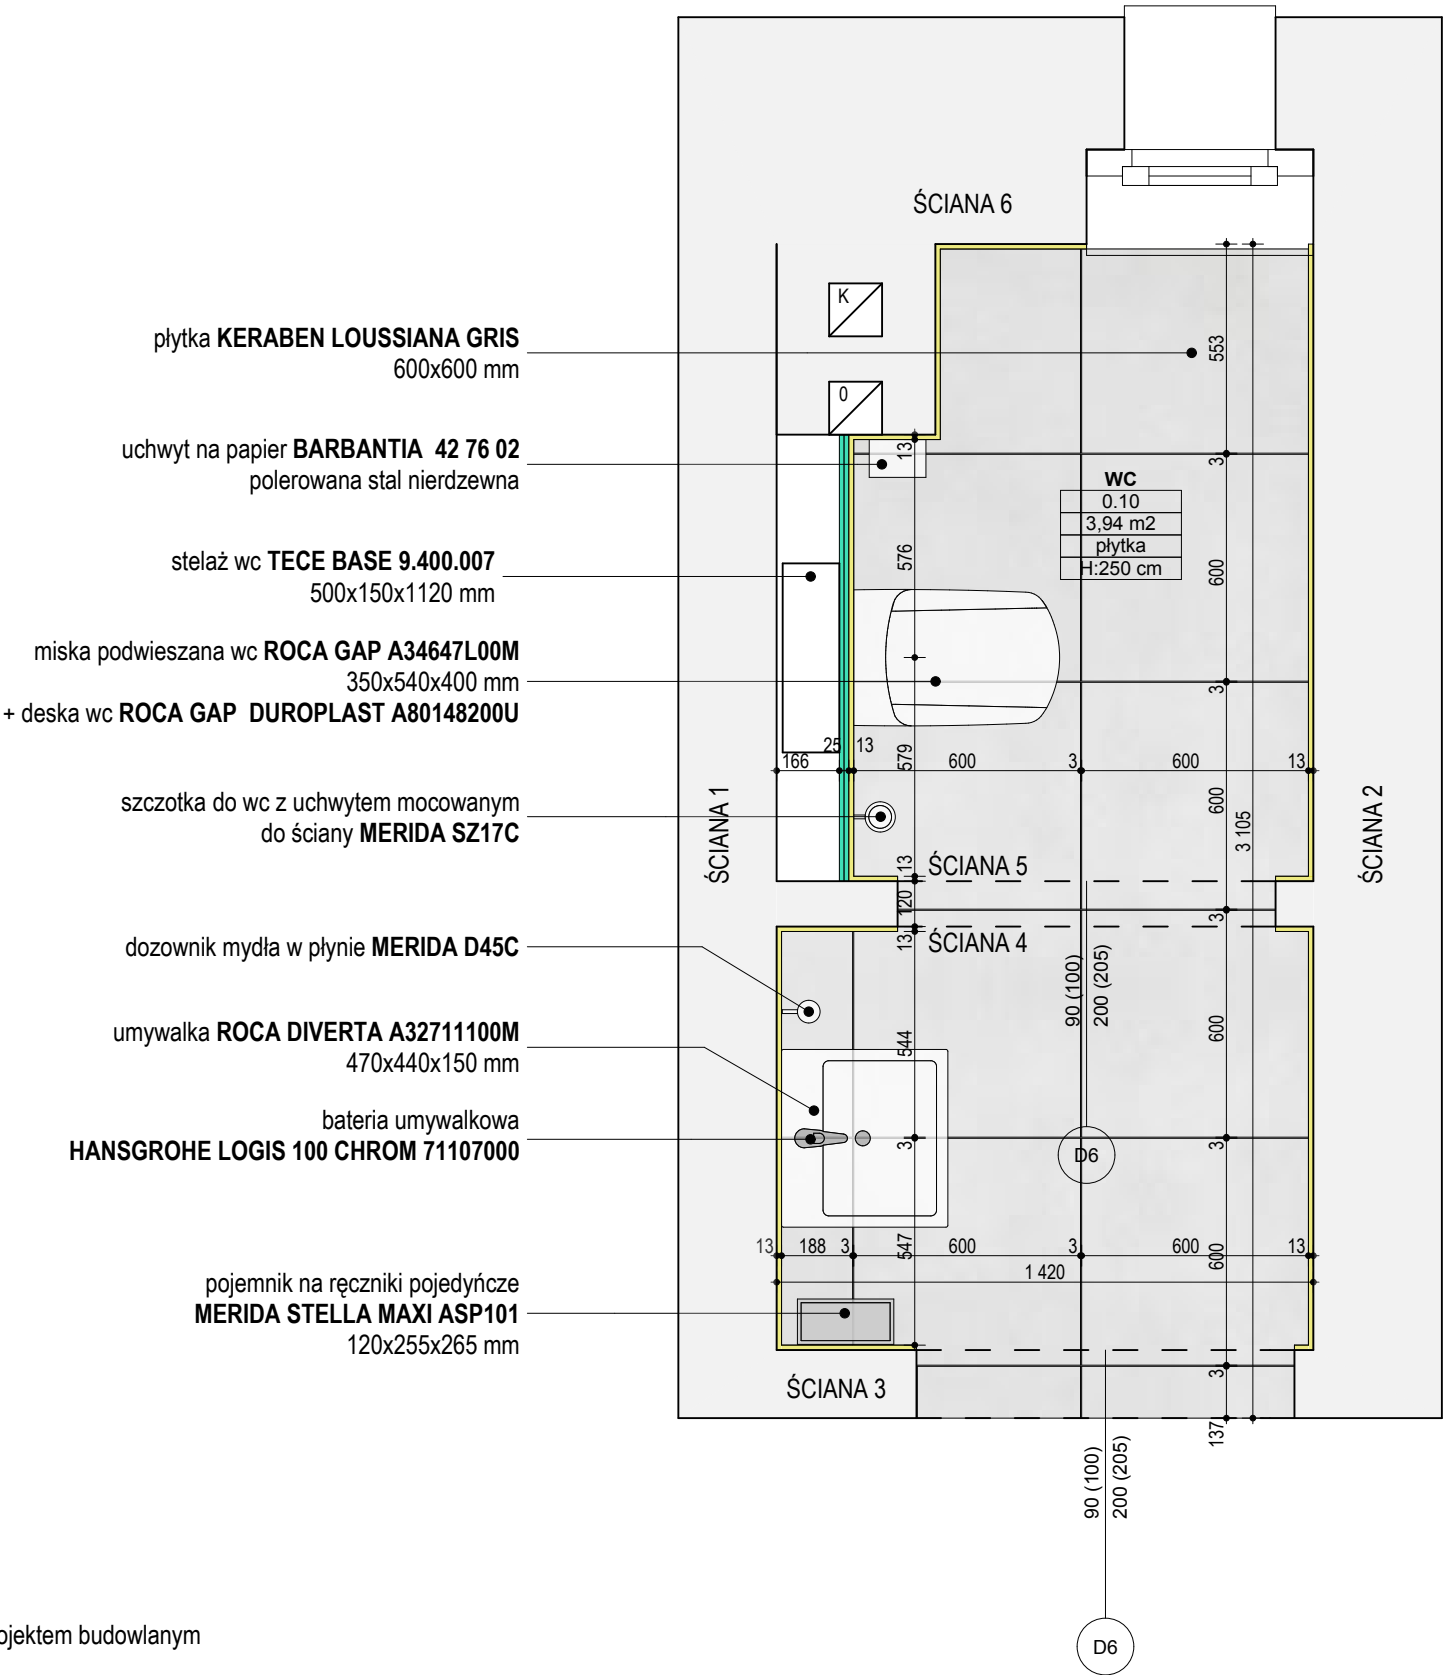 ŚCIANA 6
K
0
płytka KERABEN LOUSSIANA GRIS
600x600 mm
uchwyt na papier BARBANTIA 42 76 02
polerowana stal nierdzewna
stelaż wc TECE BASE 9.400.007
500x150x1120 mm
miska podwieszana wc ROCA GAP A34647L00M
350x540x400 mm
+ deska wc ROCA GAP DUROPLAST A80148200U
szczotka do wc z uchwytem mocowanym
do ściany MERIDA SZ17C
dozownik mydła w płynie MERIDA D45C
umywalka ROCA DIVERTA A32711100M
470x440x150 mm
bateria umywalkowa
HANSGROHE LOGIS 100 CHROM 71107000
pojemnik na ręczniki pojedyńcze
MERIDA STELLA MAXI ASP101
120x255x265 mm
WC
0.10
3,94 m2
płytka
H:250 cm
553
3
600
3
600
3
600
3
600
3
137
3 105
13
576
579
13
120
13
544
3
547
166
25
13
600
3
600
13
13
188
3
600
3
600
13
1 420
ŚCIANA 1
ŚCIANA 2
ŚCIANA 5
ŚCIANA 4
ŚCIANA 3
90 (100)
200 (205)
D6
90 (100)
200 (205)
D6
ojektem budowlanym